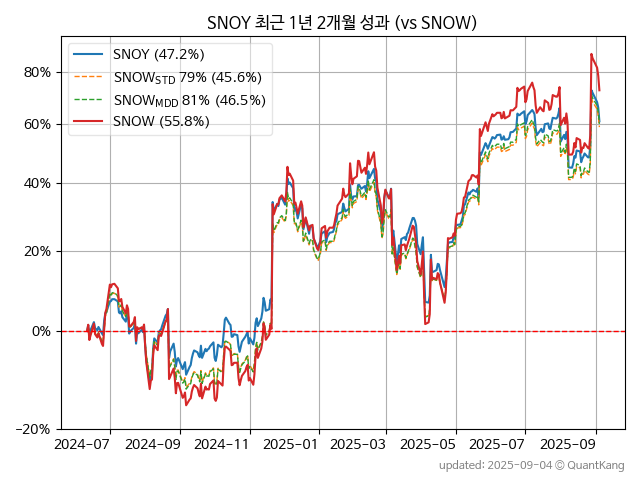 SNOY 최근 1년 2개월 성과 (vs SNOW)
SNOY (47.2%)
SNOW_STD 79% (45.6%)
SNOW_MDD 81% (46.5%)
SNOW (55.8%)
80%
60%
40%
20%
0%
−20%
2024-07 2024-09 2024-11 2025-01 2025-03 2025-05 2025-07 2025-09
updated: 2025-09-04 © QuantKang